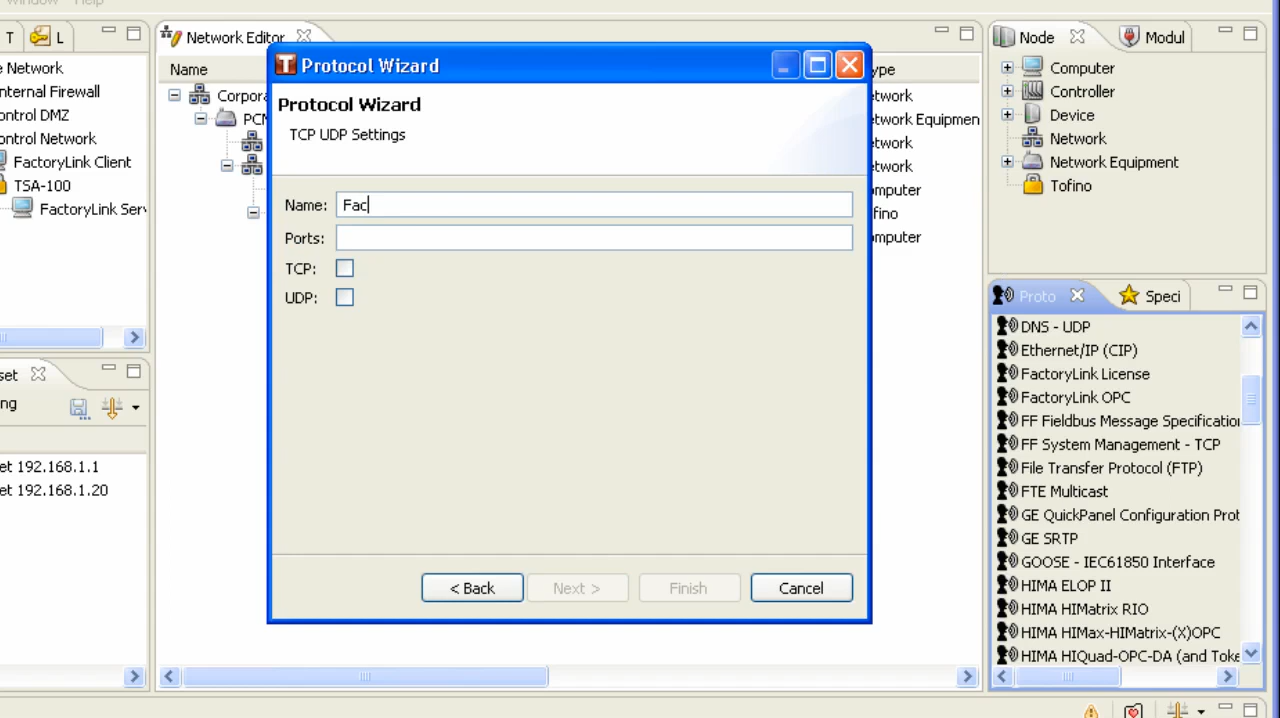 Window Help
T
L
Network Editor
Node
Modul
Protocol Wizard
Name
ype
e Network
nternal Firewall
ontrol DMZ
ontrol Network
FactoryLink Client
TSA-100
FactoryLink Serv
Corpora
PCN
Protocol Wizard
TCP UDP Settings
Name: Fac
Ports:
TCP:
UDP:
< Back
Next >
Finish
Cancel
etwork
etwork Equipmen
etwork
etwork
omputer
ofino
omputer
Computer
Controller
Device
Network
Network Equipment
Tofino
Proto
Speci
DNS - UDP
Ethernet/IP (CIP)
FactoryLink License
FactoryLink OPC
FF Fieldbus Message Specification
FF System Management - TCP
File Transfer Protocol (FTP)
FTE Multicast
GE QuickPanel Configuration Prot
GE SRTP
GOOSE - IEC61850 Interface
HIMA ELOP II
HIMA HIMatrix RIO
HIMA HIMax-HIMatrix-(X)OPC
HIMA HIQuad-OPC-DA (and Toke
set
ng
et 192.168.1.1
et 192.168.1.20